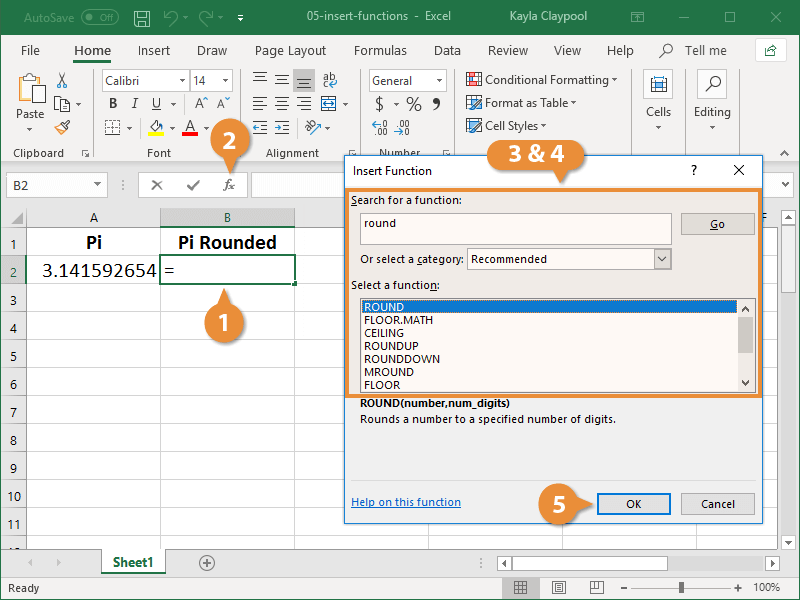 AutoSave Off 05-insert-functions - Excel Kayla Claypool
File Home Insert Draw Page Layout Formulas Data Review View Help Tell me
Paste
Clipboard
Calibri 14
B I U A A
A
Font
ab
Alignment
General
$ % ,
.00 .0
Number
Conditional Formatting
Format as Table
Cell Styles
Cells
Editing
2
3 & 4
B2 fx
A B F
1 Pi Pi Rounded
2 3.141592654 =
3
4
5
6
7
8
9
10
11
1
Insert Function ?
Search for a function:
round Go
Or select a category: Recommended
Select a function:
ROUND
FLOOR.MATH
CEILING
ROUNDUP
ROUNDDOWN
MROUND
FLOOR
ROUND(number,num_digits)
Rounds a number to a specified number of digits.
Help on this function 5 OK Cancel
Sheet1
Ready 100%